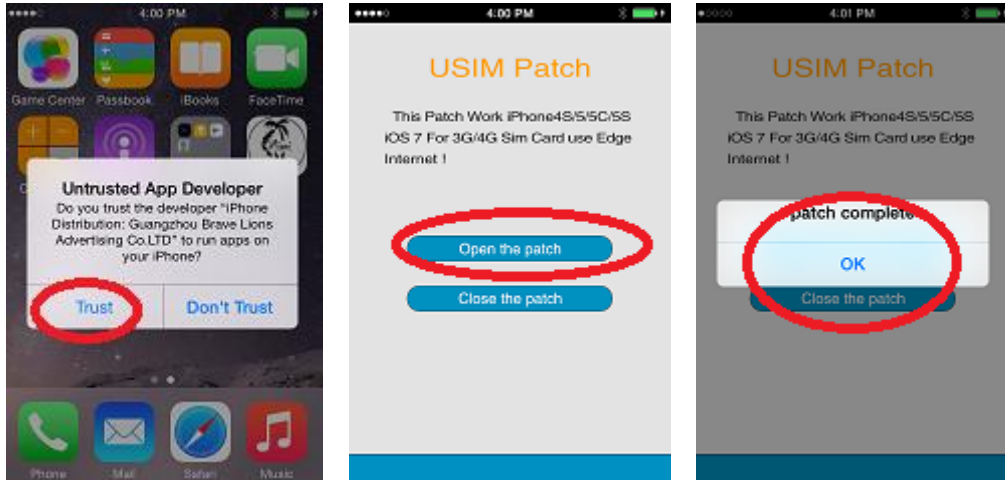 4:00 PM
Game Center Passbook iBooks FaceTime
Untrusted App Developer
Do you trust the developer "iPhone
Distribution: Guangzhou Brave Lions
Advertising Co.LTD" to run apps on
your iPhone?
Trust Don't Trust
Phone Mail Safari Music
4:00 PM
USIM Patch
This Patch Work iPhone4S/5/5C/5S
iOS 7 For 3G/4G Sim Card use Edge
Internet !
Open the patch
Close the patch
4:01 PM
USIM Patch
This Patch Work iPhone4S/5/5C/5S
iOS 7 For 3G/4G Sim Card use Edge
Internet !
patch complete
OK
Close the patch